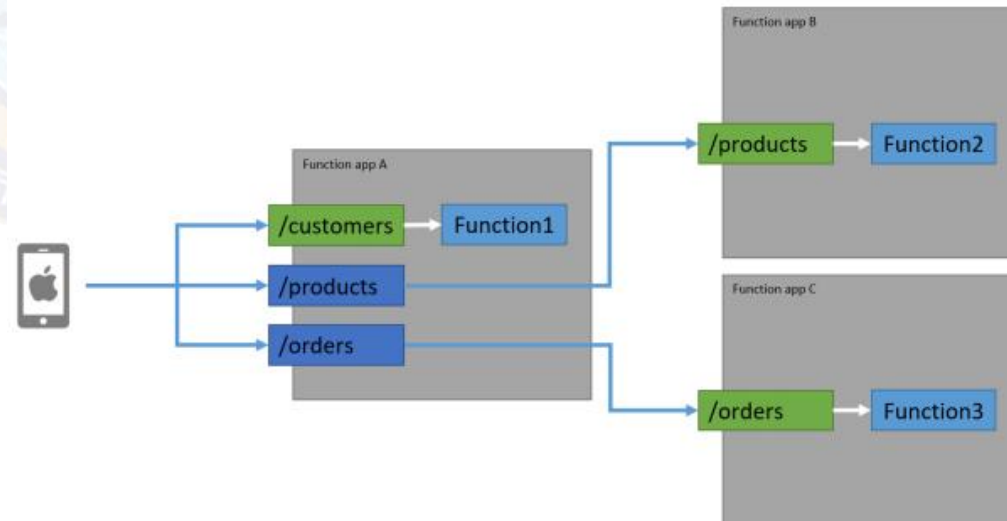 Function app B
/products
Function2
Function app A
/customers
Function1
/products
/orders
Function app C
/orders
Function3